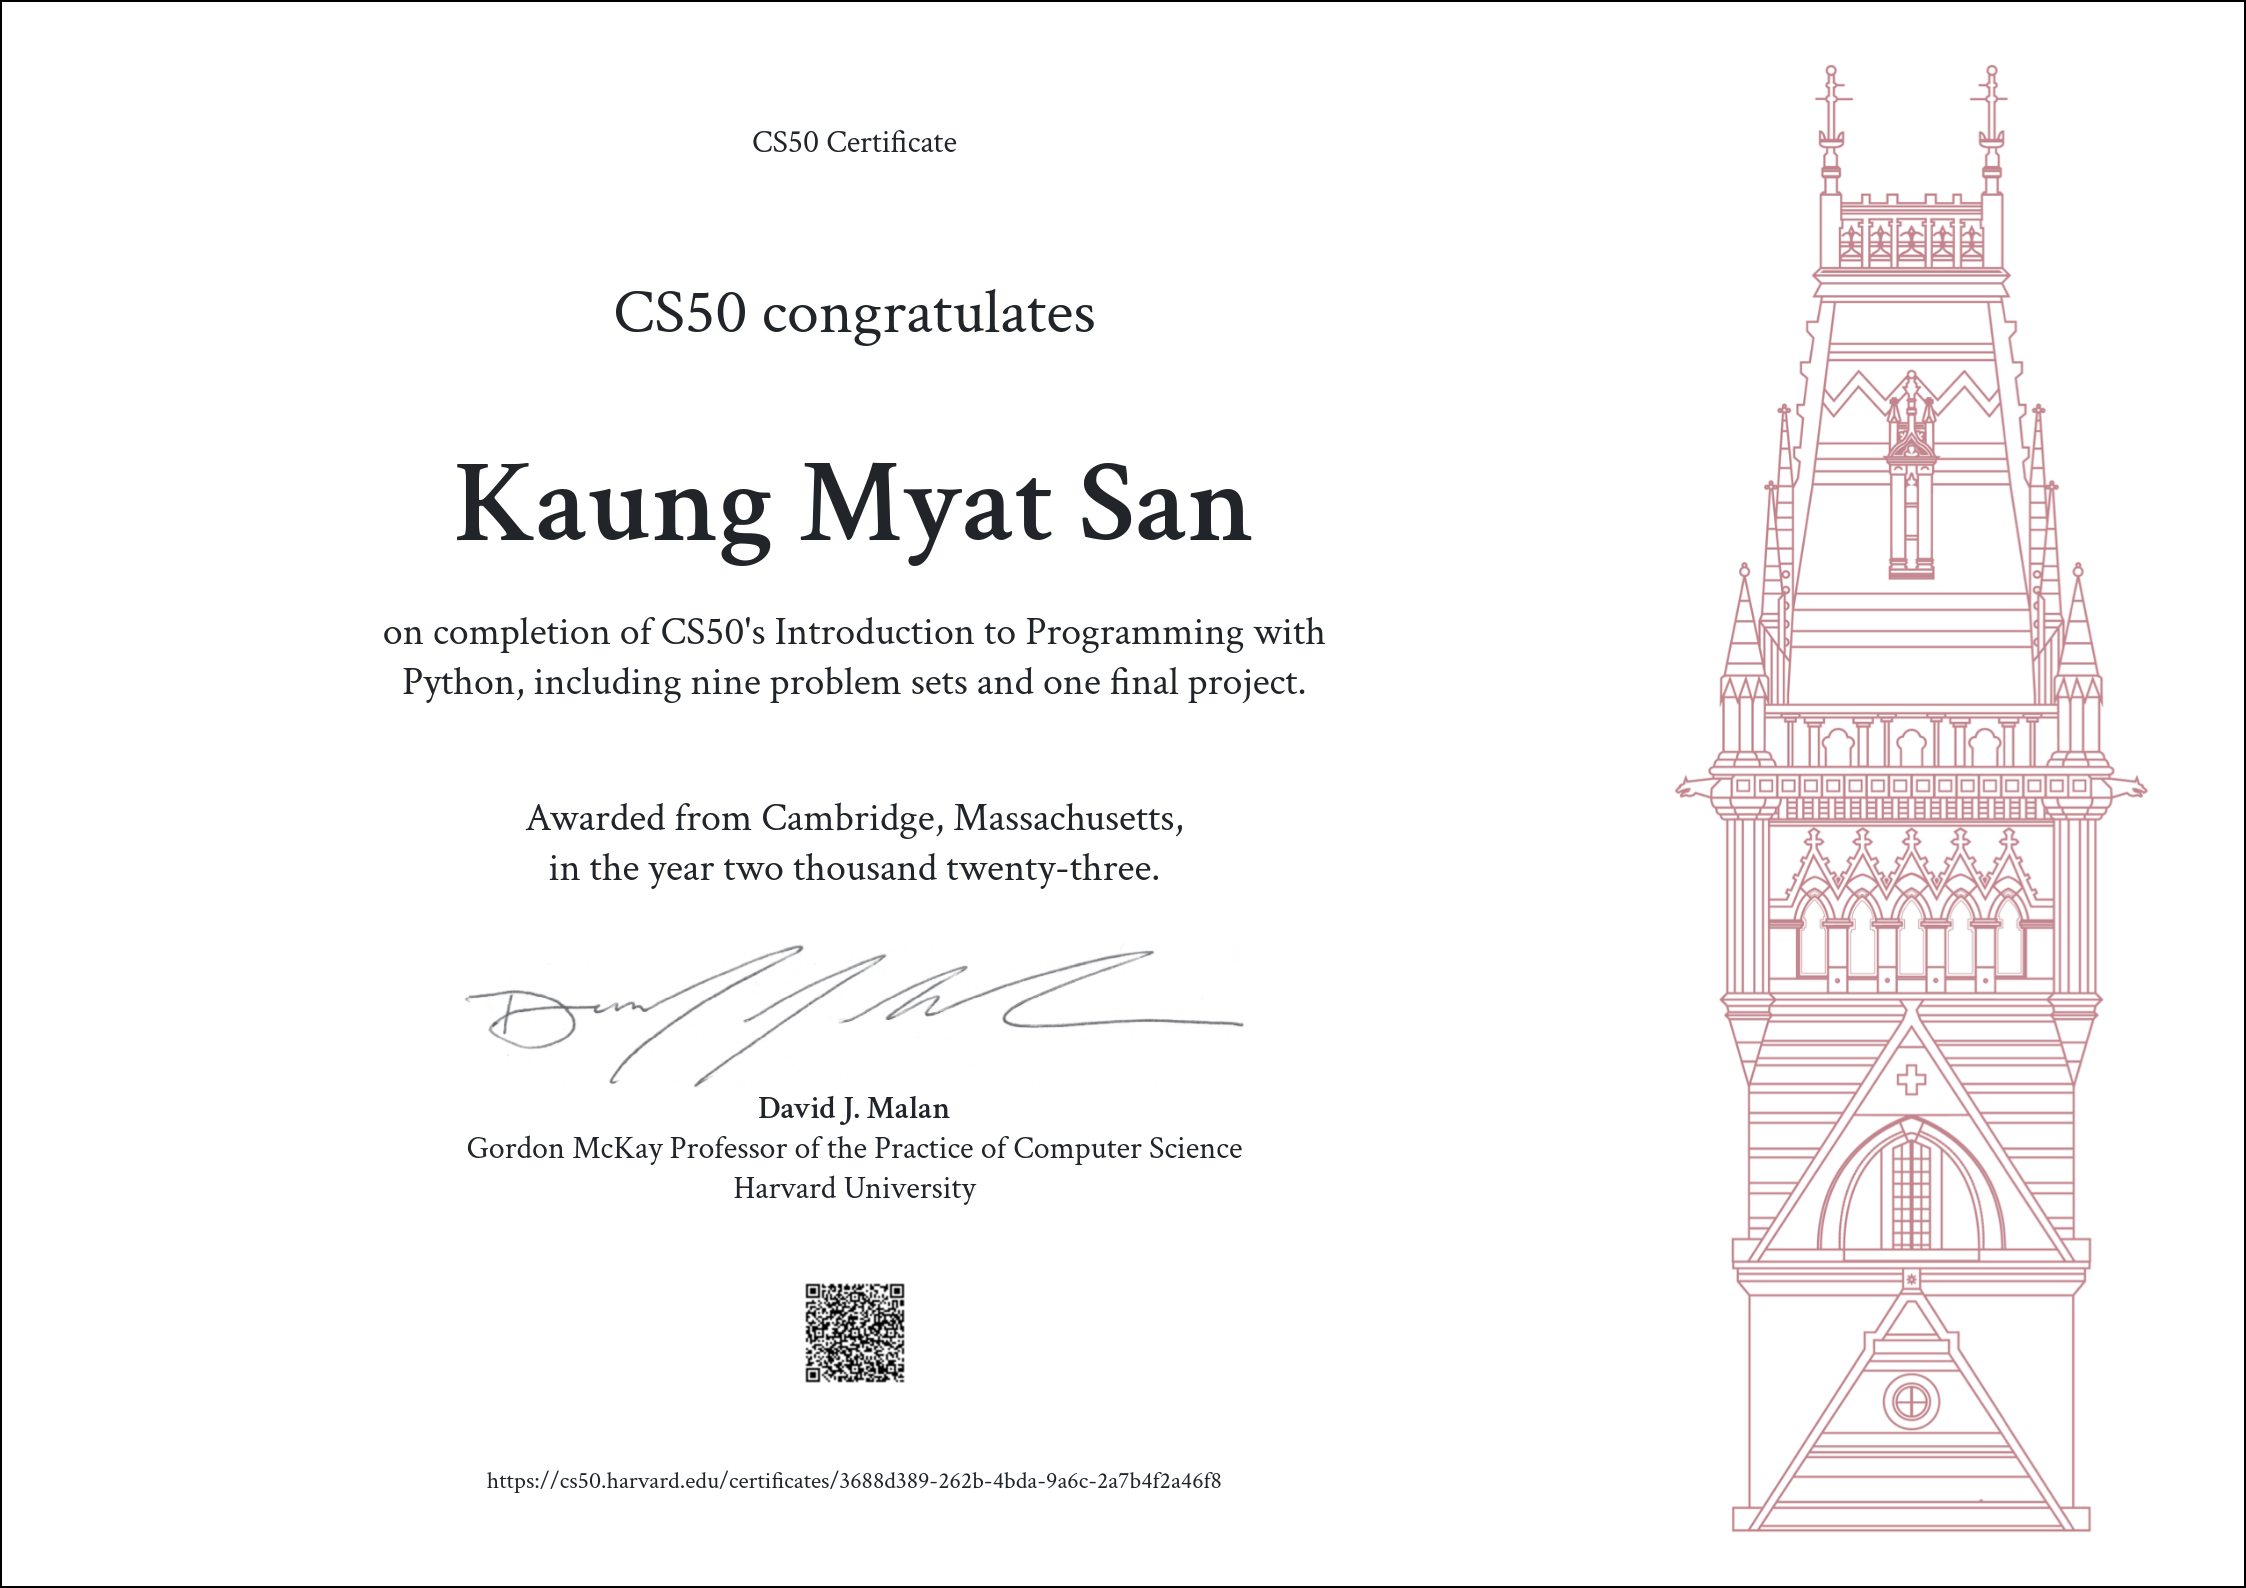 CS50 Certificate
CS50 congratulates
Kaung Myat San
on completion of CS50's Introduction to Programming with
Python, including nine problem sets and one final project.
Awarded from Cambridge, Massachusetts,
in the year two thousand twenty-three.
David J. Malan
Gordon McKay Professor of the Practice of Computer Science
Harvard University
https://cs50.harvard.edu/certificates/3688d389-262b-4bda-9a6c-2a7b4f2a46f8